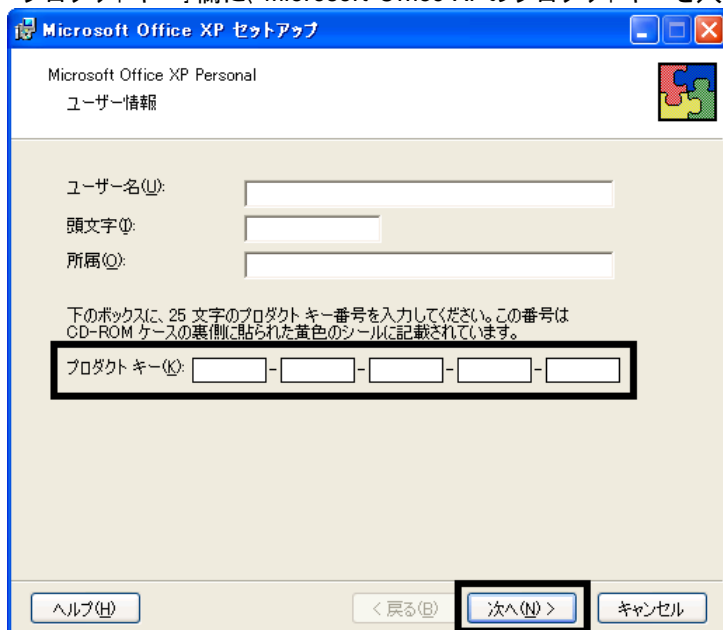 Microsoft Office XP セットアップ
Microsoft Office XP Personal
ユーザー情報
ユーザー名(U):
頭文字(I):
所属(O):
下のボックスに、25 文字のプロダクト キー番号を入力してください。この番号は
CD-ROM ケースの裏側に貼られた黄色のシールに記載されています。
プロダクト キー(K): - - - -
ヘルプ(H) < 戻る(B) 次へ(N) > キャンセル